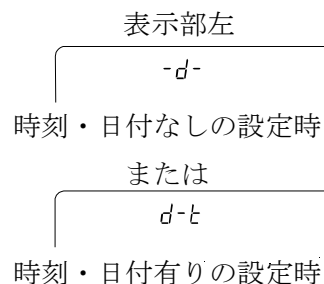 表示部左
-d-
時刻・日付なしの設定時
または
d-t
時刻・日付有りの設定時